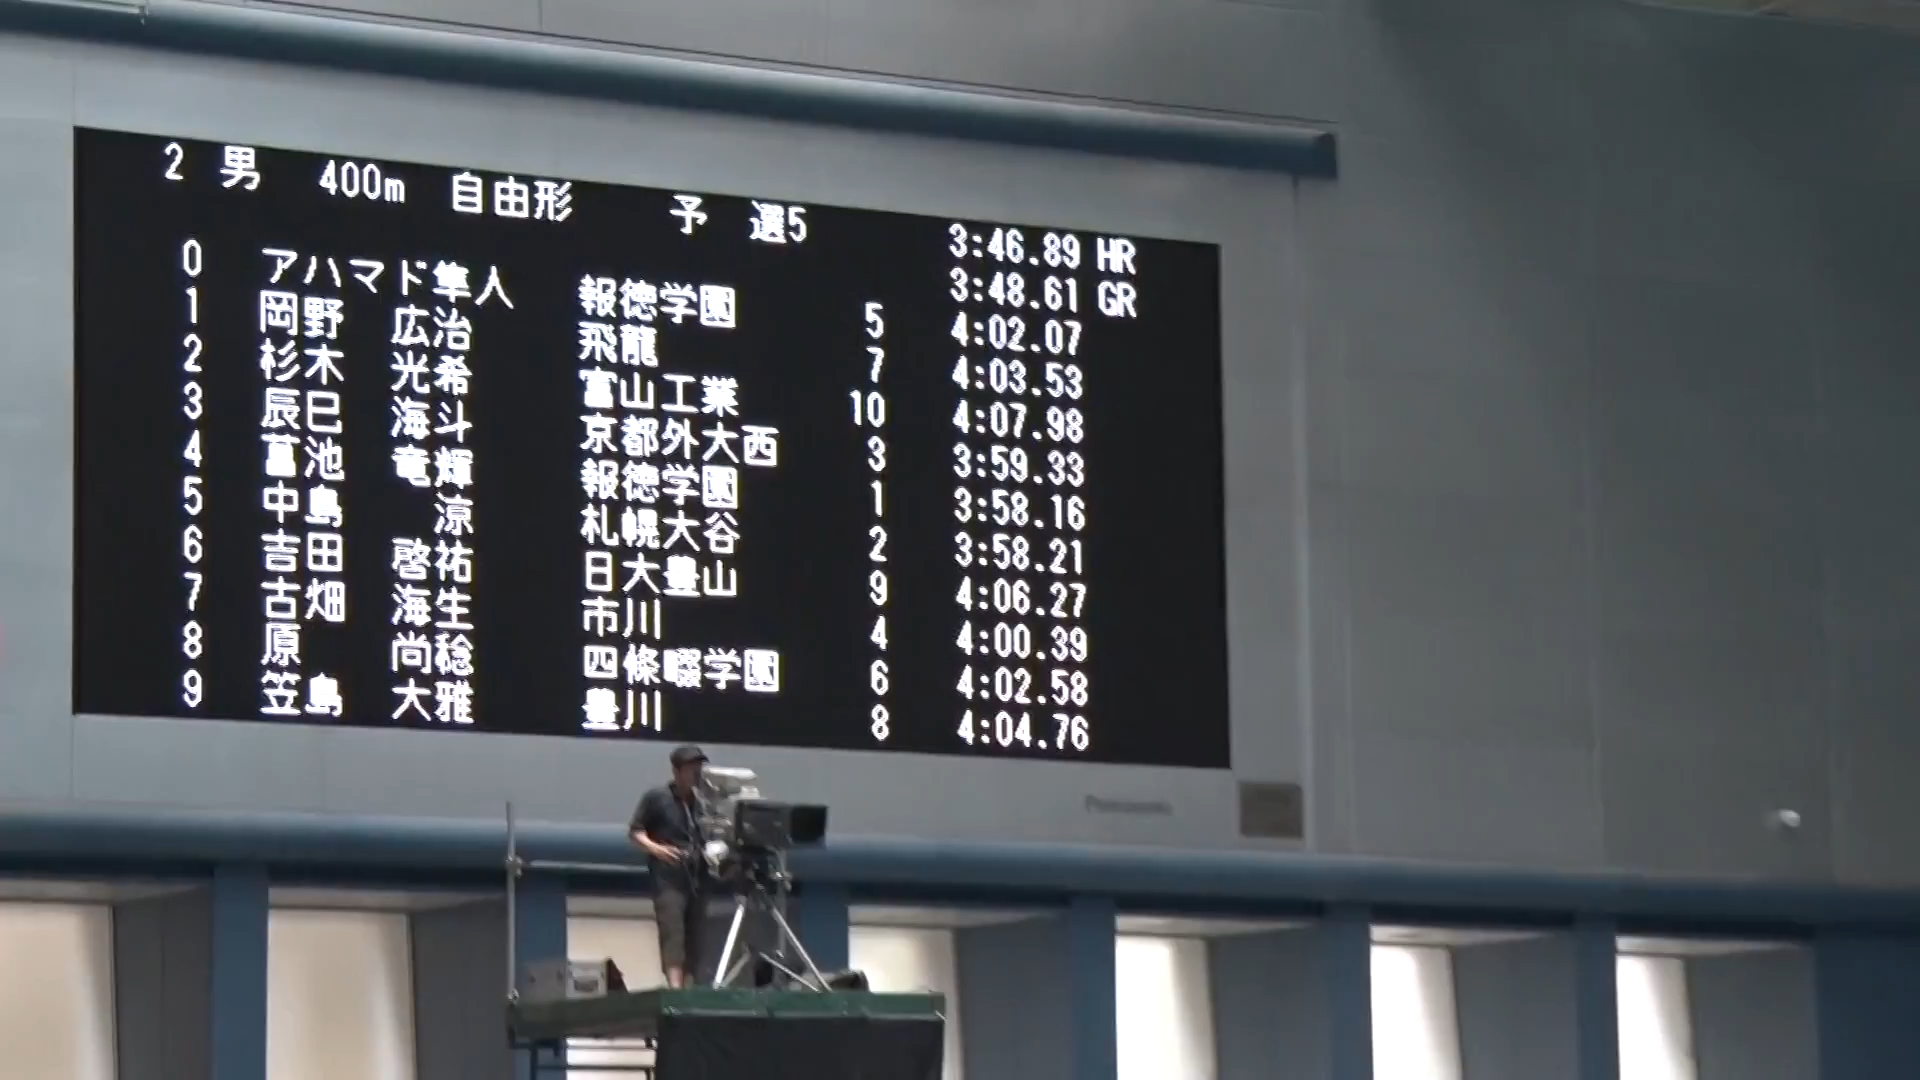 2 男 400m 自由形 予 選5 3:46.89 HR
3:48.61 GR
0 アハマド隼人 報徳学園 5 4:02.07
1 岡野 広治 飛龍 7 4:03.53
2 杉木 光希 富山工業 10 4:07.98
3 辰巳 海斗 京都外大西 3 3:59.33
4 菖池 竜輝 報徳学園 1 3:58.16
5 中島 涼 札幌大谷 2 3:58.21
6 吉田 啓祐 日大豊山 9 4:06.27
7 古畑 海生 市川 4 4:00.39
8 原 尚稔 四條畷学園 6 4:02.58
9 笠島 大雅 豊川 8 4:04.76
Panasonic